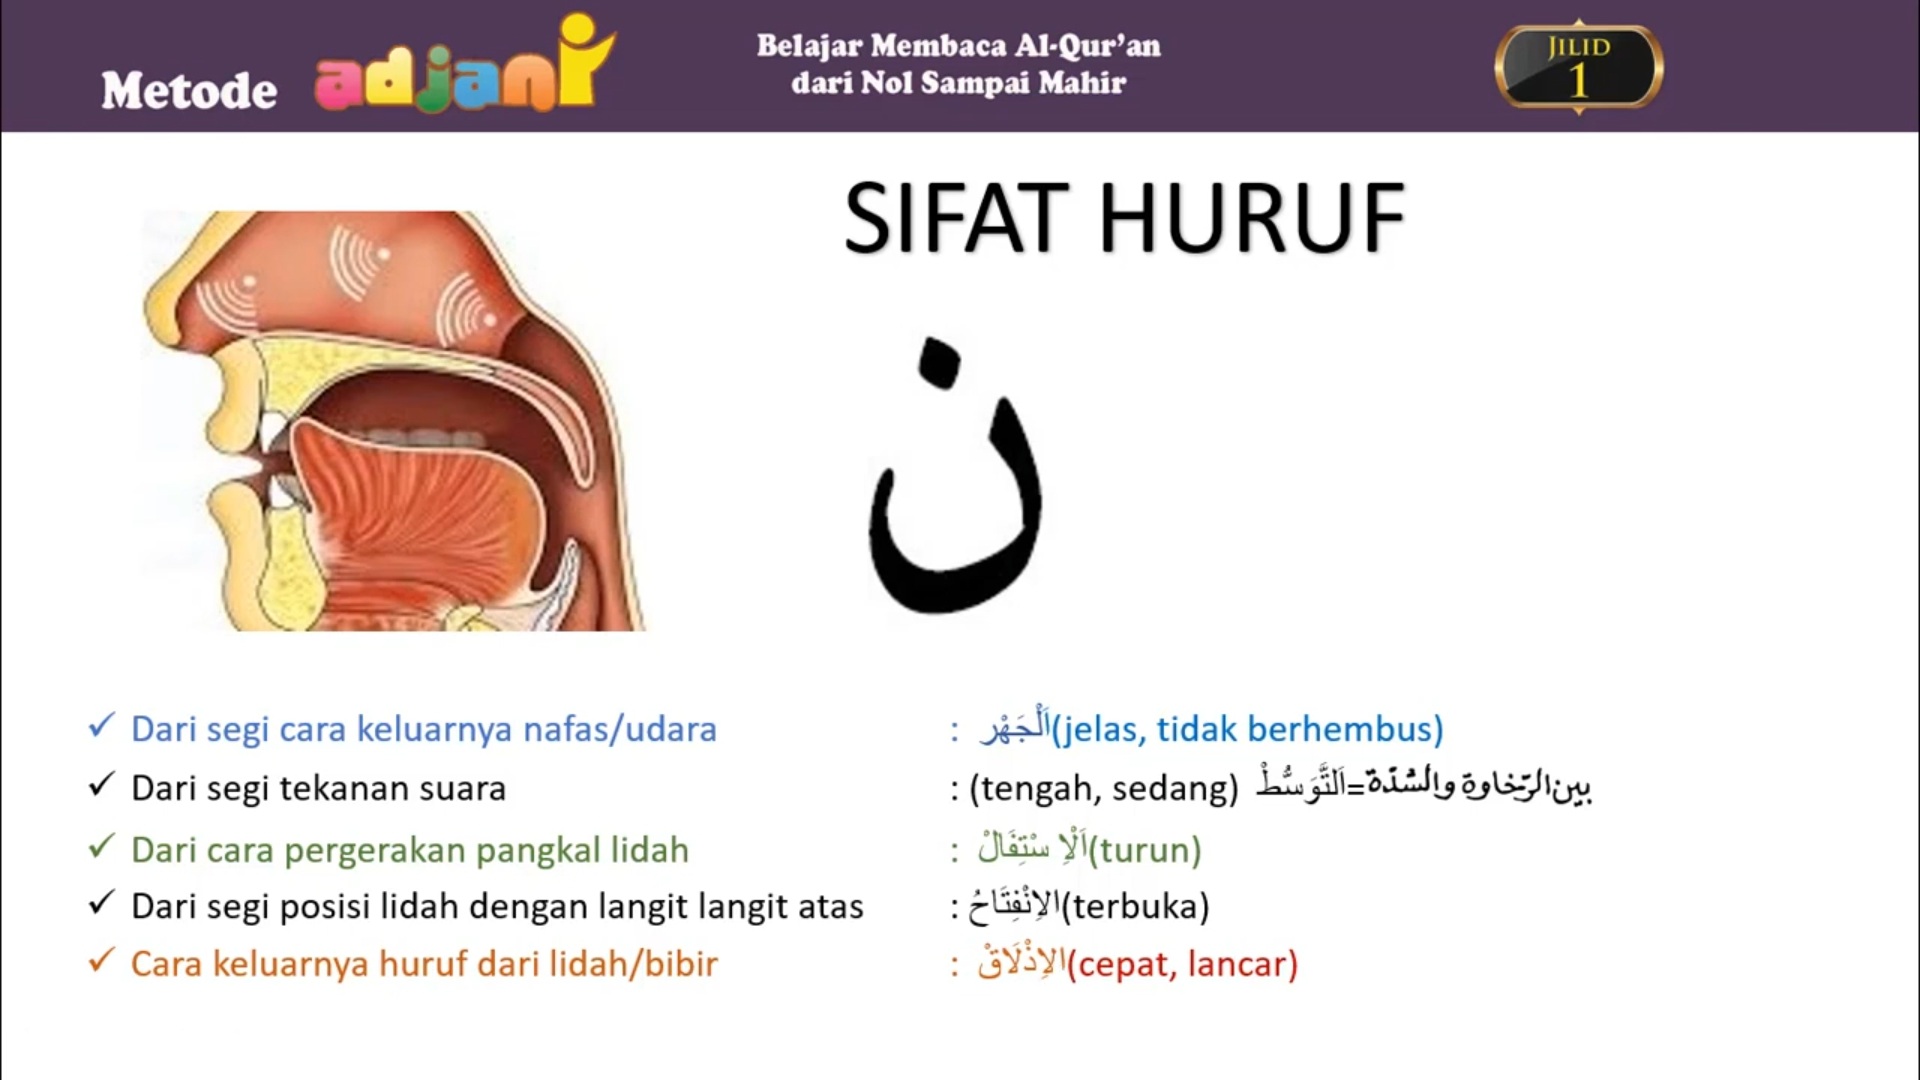 Metode adjani
Belajar Membaca Al-Qur'an
dari Nol Sampai Mahir
JILID
1
SIFAT HURUF
ن
✓ Dari segi cara keluarnya nafas/udara : اَلْجَهْر(jelas, tidak berhembus)
✓ Dari segi tekanan suara : (tengah, sedang) بين الرّخاوة والشّدّة=اَلتَّوَسُّطْ
✓ Dari cara pergerakan pangkal lidah : اَلْاِ سْتِفَالْ(turun)
✓ Dari segi posisi lidah dengan langit langit atas : الاِنْفِتَاحُ(terbuka)
✓ Cara keluarnya huruf dari lidah/bibir : الاِذْلَاقْ(cepat, lancar)